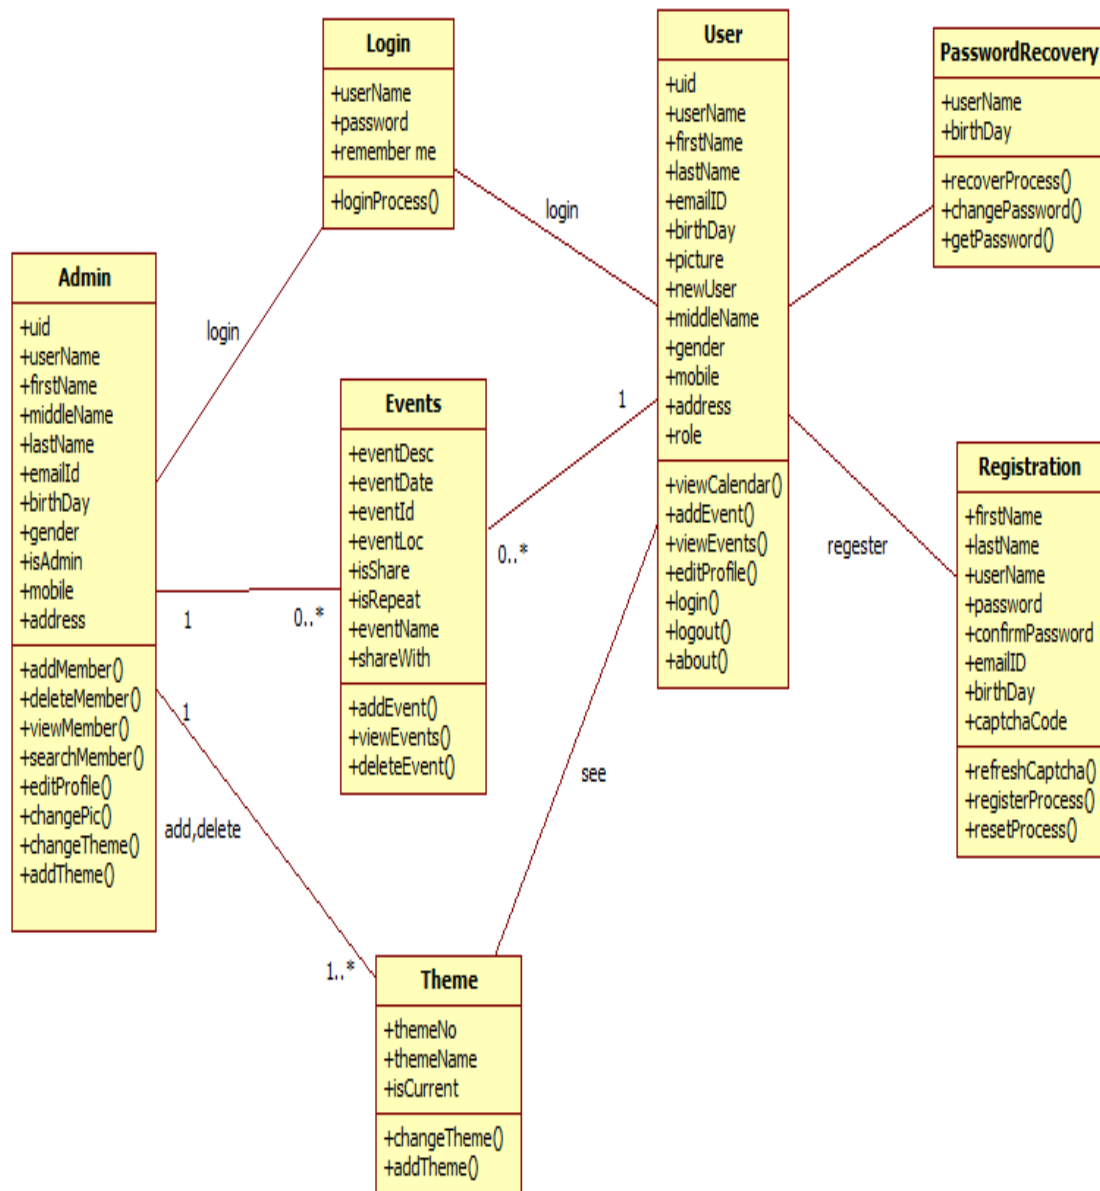 Login
+userName
+password
+remember me
+loginProcess()
User
+uid
+userName
+firstName
+lastName
+emailID
+birthDay
+picture
+newUser
+middleName
+gender
+mobile
+address
+role
+viewCalendar()
+addEvent()
+viewEvents()
+editProfile()
+login()
+logout()
+about()
PasswordRecovery
+userName
+birthDay
+recoverProcess()
+changePassword()
+getPassword()
login
login
Admin
+uid
+userName
+firstName
+middleName
+lastName
+emailId
+birthDay
+gender
+isAdmin
+mobile
+address
+addMember()
+deleteMember()
+viewMember()
+searchMember()
+editProfile()
+changePic()
+changeTheme()
+addTheme()
Events
+eventDesc
+eventDate
+eventId
+eventLoc
+isShare
+isRepeat
+eventName
+shareWith
+addEvent()
+viewEvents()
+deleteEvent()
1
0..*
1
0..*
regester
Registration
+firstName
+lastName
+userName
+password
+confirmPassword
+emailID
+birthDay
+captchaCode
+refreshCaptcha()
+registerProcess()
+resetProcess()
1
add,delete
1..*
see
Theme
+themeNo
+themeName
+isCurrent
+changeTheme()
+addTheme()